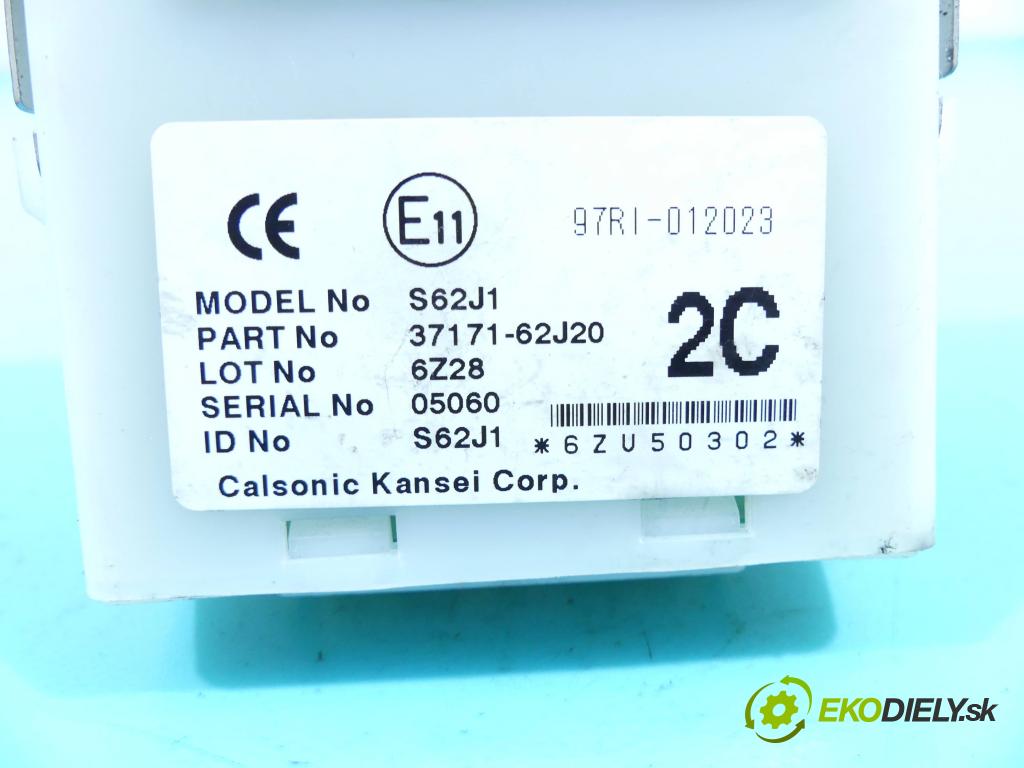 CE E11 97RI-012023
MODEL No S62J1
PART No 37171-62J20
2C
LOT No 6Z28
SERIAL No 05060
ID No S62J1
*6ZU50302*
Calsonic Kansei Corp.
EKODIELY.sk